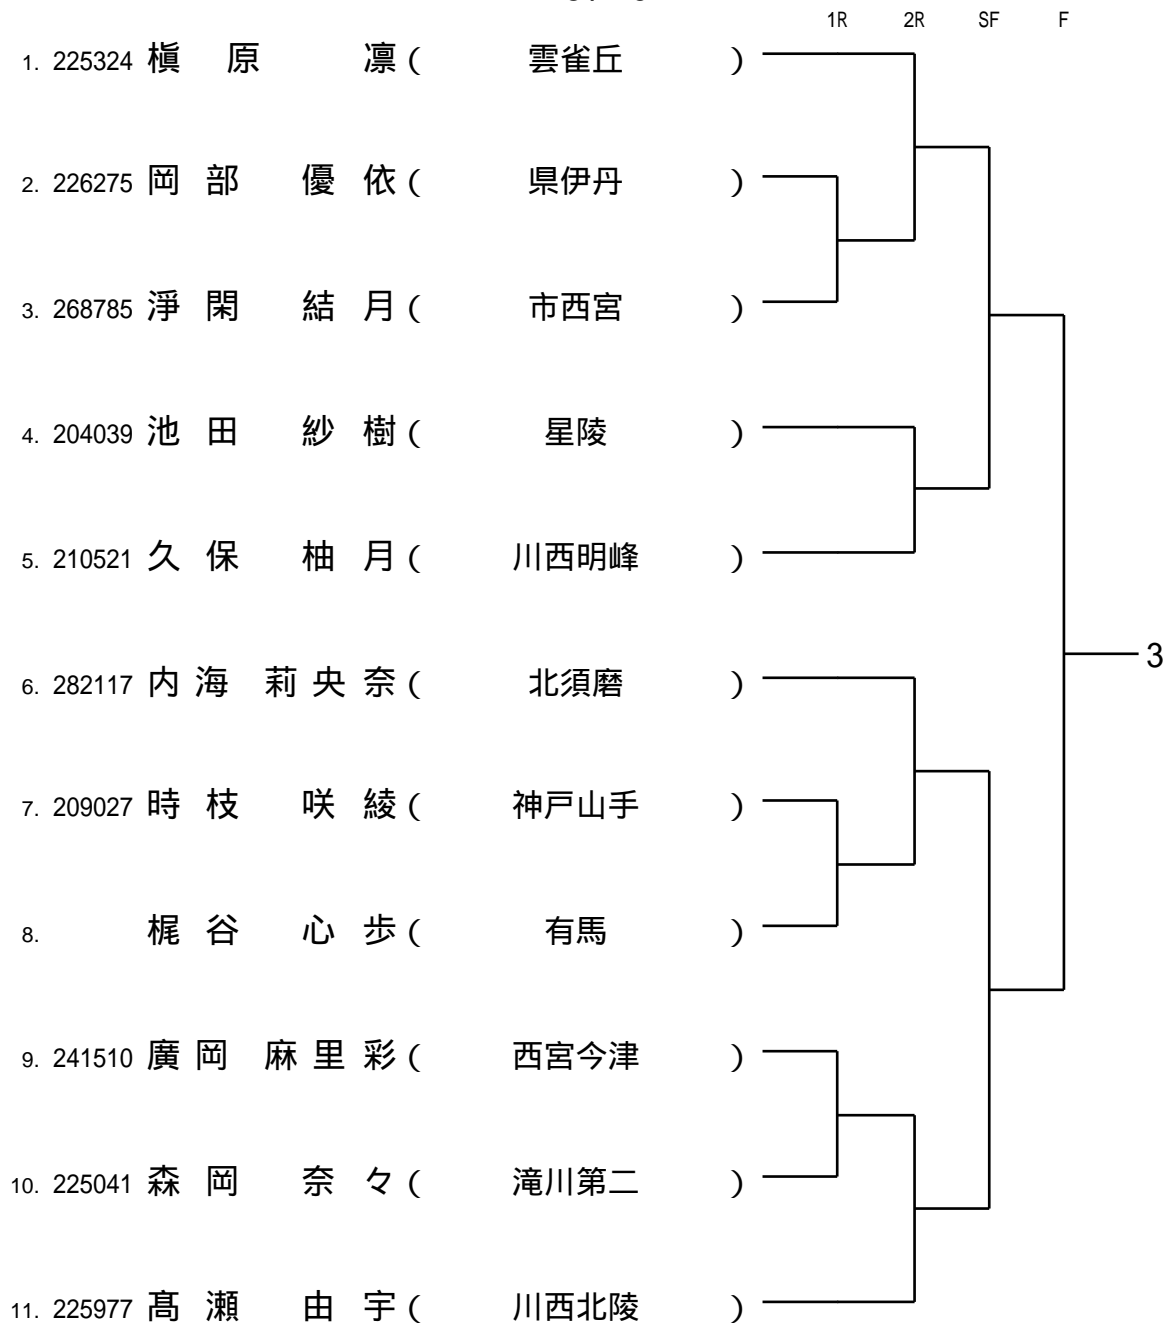 1R 2R SF F
1. 225324 槇原 凛 ( 雲雀丘 )
2. 226275 岡部 優依 ( 県伊丹 )
3. 268785 淨閑 結月 ( 市西宮 )
4. 204039 池田 紗樹 ( 星陵 )
5. 210521 久保 柚月 ( 川西明峰 )
3
6. 282117 内海 莉央奈 ( 北須磨 )
7. 209027 時枝 咲綾 ( 神戸山手 )
8. 梶谷 心歩 ( 有馬 )
9. 241510 廣岡 麻里彩 ( 西宮今津 )
10. 225041 森岡 奈々 ( 滝川第二 )
11. 225977 髙瀬 由宇 ( 川西北陵 )